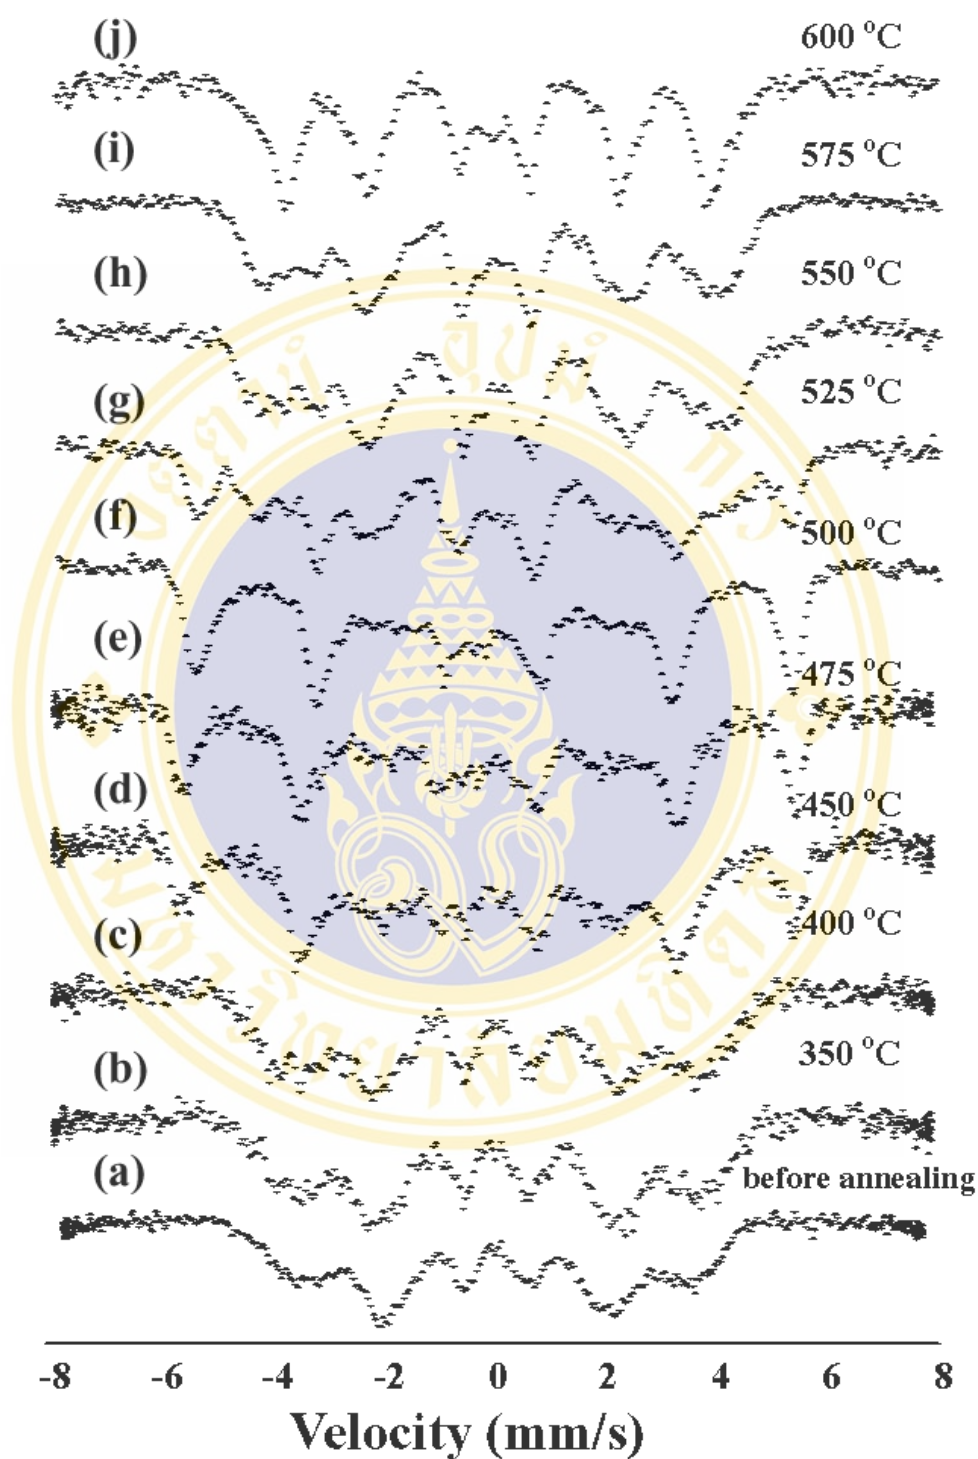 (j) 600 °C
(i) 575 °C
(h) 550 °C
(g) 525 °C
(f) 500 °C
(e) 475 °C
(d) 450 °C
(c) 400 °C
(b) 350 °C
(a) before annealing
-8 -6 -4 -2 0 2 4 6 8
Velocity (mm/s)